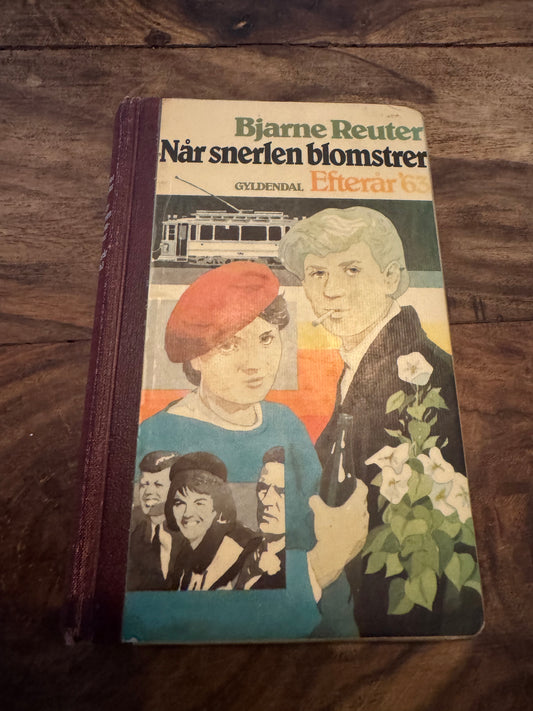 Bjarne Reuter
Når snerlen blomstrer
GYLDENDAL Efterår '63